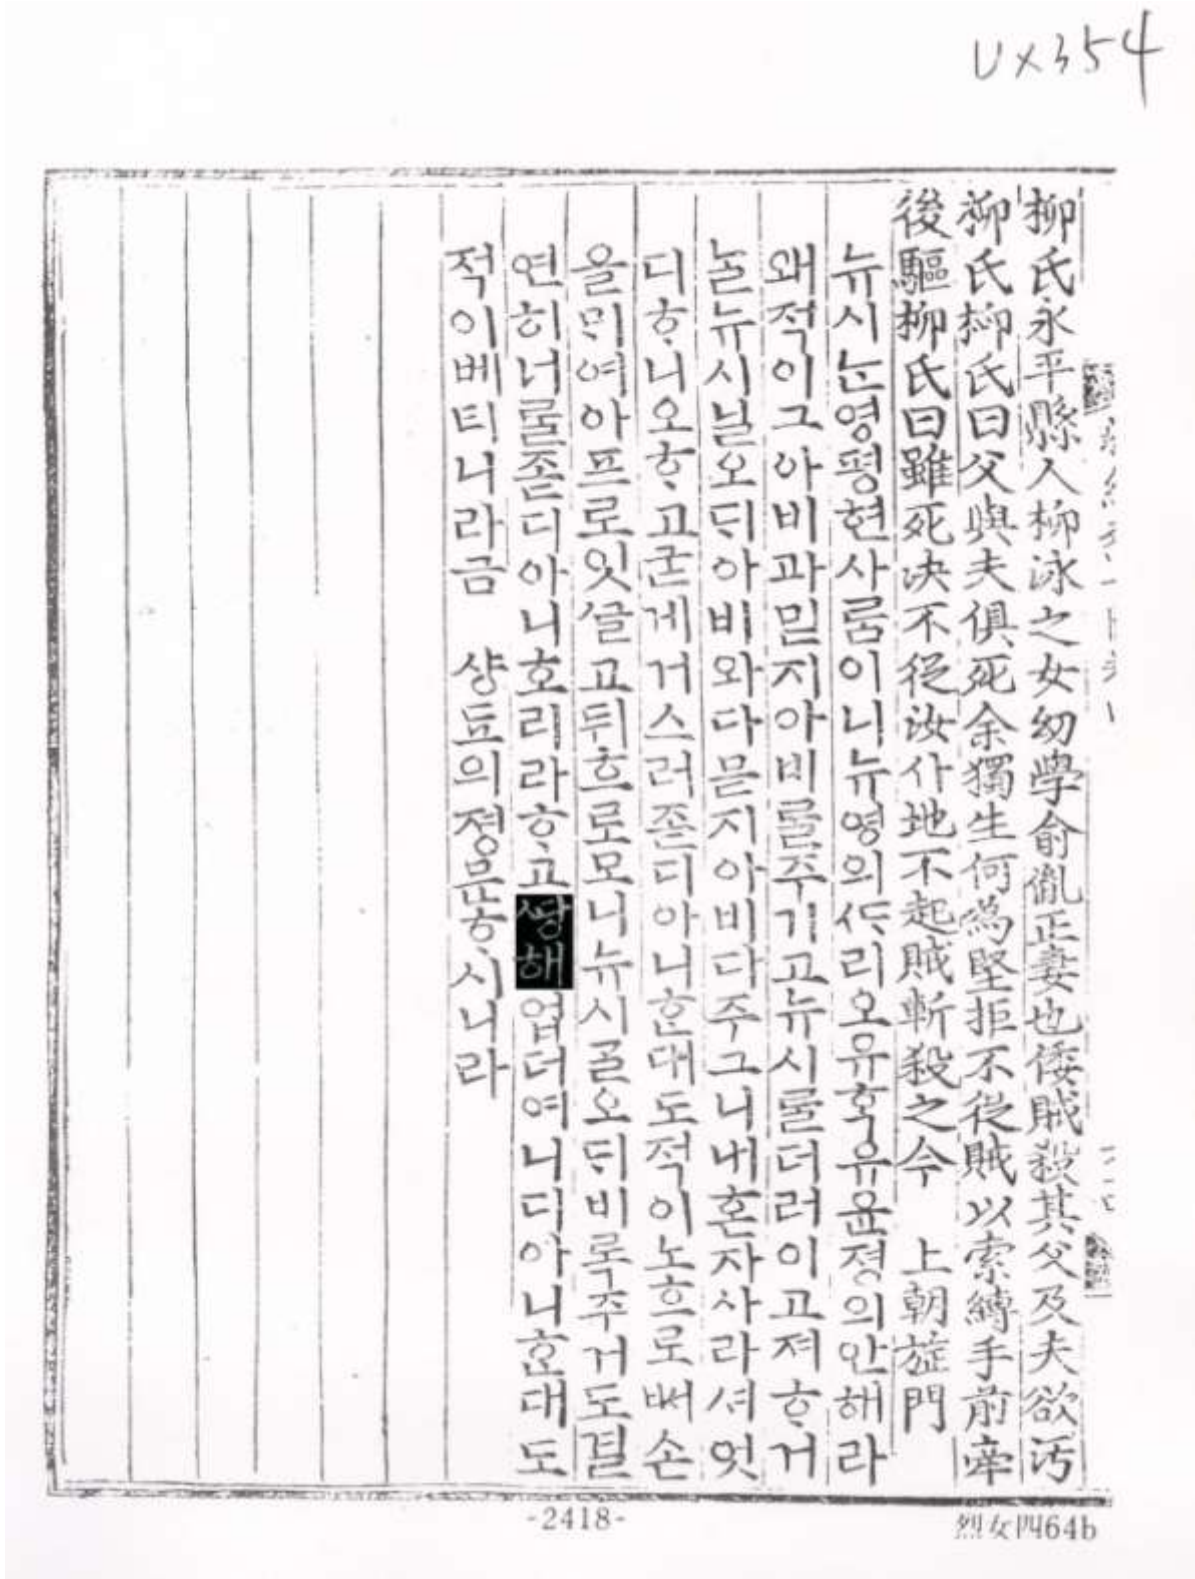 UX354
柳氏永平縣人柳泳之女幼學俞胤正妻也倭賊殺其父及夫欲汚
柳氏柳氏曰父與夫俱死余獨生何爲堅拒不從賊以索縛手前牽
後驅柳氏曰雖死決不從汝仆地不起賊斬殺之今 上朝旌門
뉴시ᄂᆞᆫ영평현사ᄅᆞᆷ이니뉴영의ᄯᆞ리오유ᄒᆞᆨ유윤졍의안해라
왜적이그아비과믿지아비ᄅᆞᆯ주기고뉴시ᄅᆞᆯ더러이고져ᄒᆞ거
ᄂᆞᆯ뉴시닐오ᄃᆡ아비와다믇지아비다주그니내혼자사라셔엇
디ᄒᆞ니오ᄒᆞ고굳게거스러졷디아니ᄒᆞᆫ대도적이노ᄒᆞ로ᄡᅥ손
을ᄆᆡ여아프로잇글고뒤흐로모니뉴시ᄀᆞᆯ오ᄃᆡ비록주거도결
연히너ᄅᆞᆯ졷디아니호리라ᄒᆞ고ᄯᅡᆼ해업더여니디아니ᄒᆞᆫ대도
적이베티니라금 샹됴의졍문ᄒᆞ시니라
-2418-
烈女四64b